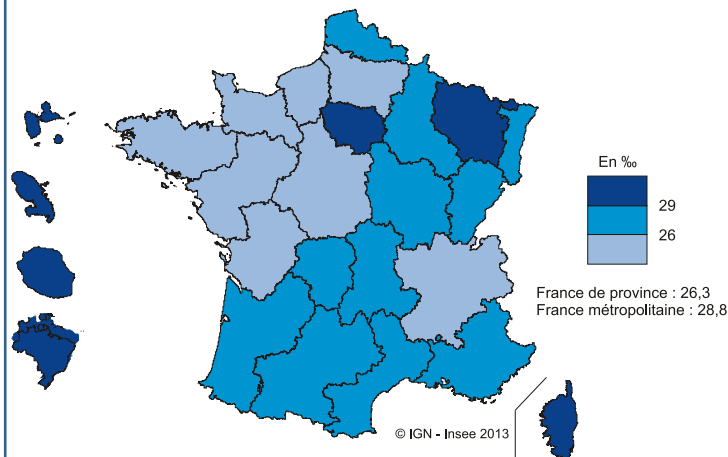 En ‰
29
26
France de province : 26,3
France métropolitaine : 28,8
© IGN - Insee 2013